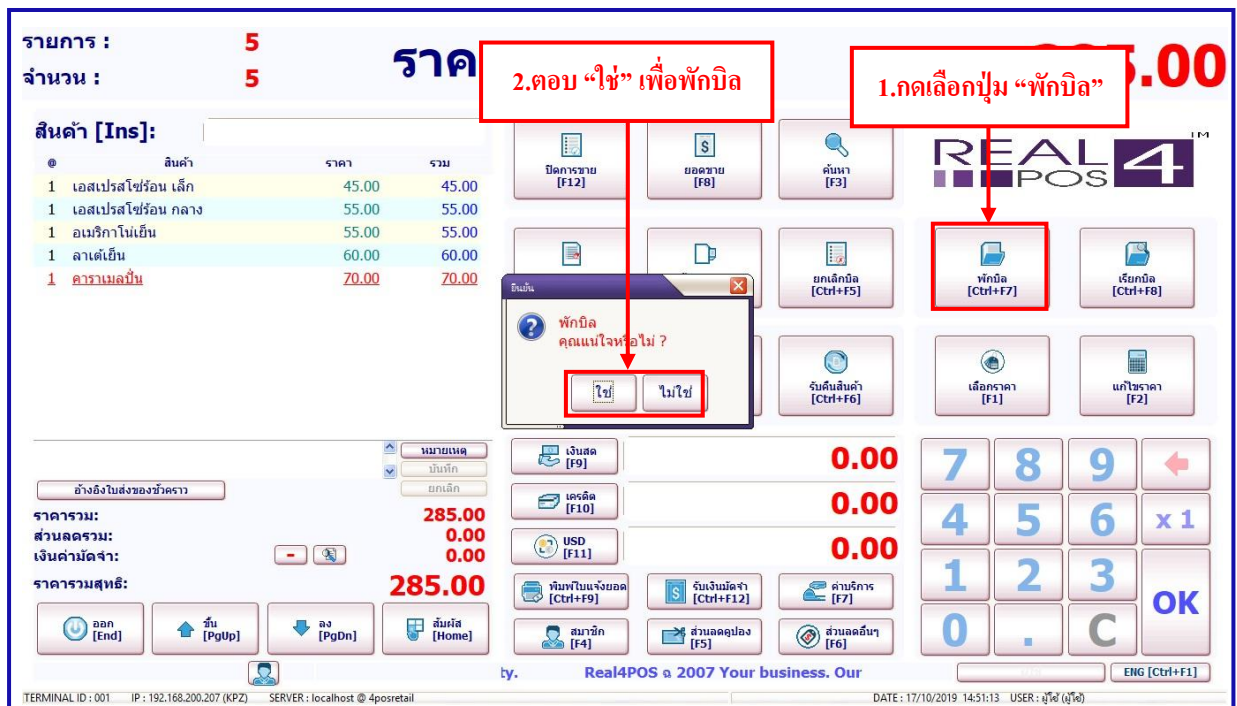 รายการ : 5
จำนวน : 5
ราค
.00
2.ตอบ “ใช่” เพื่อพักบิล
1.กดเลือกปุ่ม “พักบิล”
สินค้า [Ins]:
@ สินค้า ราคา รวม
1 เอสเปรสโซ่ร้อน เล็ก 45.00 45.00
1 เอสเปรสโซ่ร้อน กลาง 55.00 55.00
1 อเมริกาโน่เย็น 55.00 55.00
1 ลาเต้เย็น 60.00 60.00
1 คาราเมลปั่น 70.00 70.00
ปิดการขาย
[F12]
ยอดขาย
[F8]
ค้นหา
[F3]
REAL 4
POS
TM
ยกเลิกบิล
[Ctrl+F5]
พักบิล
[Ctrl+F7]
เรียกบิล
[Ctrl+F8]
ยืนยัน
พักบิล
คุณแน่ใจหรือไม่ ?
ใช่
ไม่ใช่
รับคืนสินค้า
[Ctrl+F6]
เลือกราคา
[F1]
แก้ไขราคา
[F2]
หมายเหตุ
บันทึก
ยกเลิก
อ้างอิงใบส่งของชั่วคราว
ราคารวม: 285.00
ส่วนลดรวม: 0.00
เงินค่ามัดจำ: - 0.00
ราคารวมสุทธิ: 285.00
ออก
[End]
ขึ้น
[PgUp]
ลง
[PgDn]
สัมผัส
[Home]
เงินสด
[F9]
0.00
เครดิต
[F10]
0.00
USD
[F11]
0.00
พิมพ์ใบแจ้งยอด
[Ctrl+F9]
รับเงินมัดจำ
[Ctrl+F12]
ค่าบริการ
[F7]
สมาชิก
[F4]
ส่วนลดคูปอง
[F5]
ส่วนลดอื่นๆ
[F6]
7 8 9
4 5 6 x 1
1 2 3 OK
0 . C
ty. Real4POS ฉ 2007 Your business. Our
ENG [Ctrl+F1]
TERMINAL ID : 001 IP : 192.168.200.207 (KPZ) SERVER : localhost @ 4posretail DATE : 17/10/2019 14:51:13 USER : ผู้ใช้ (ผู้ใช้)